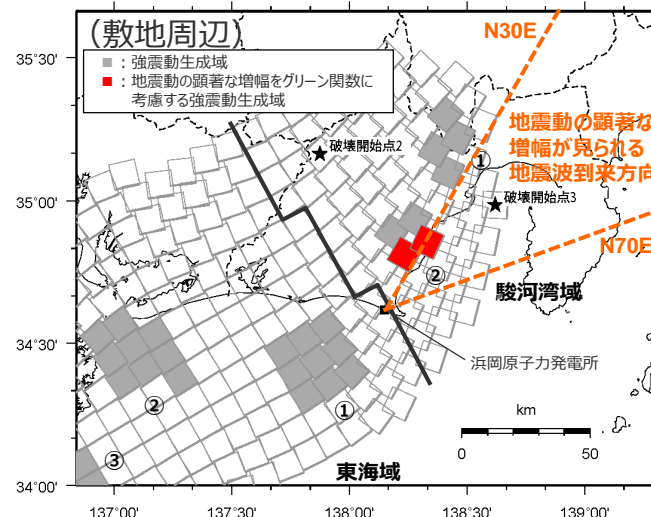 (敷地周辺)
：強震動生成域
：地震動の顕著な増幅をグリーン関数に
考慮する強震動生成域
N30E
地震動の顕著な
増幅が見られる
地震波到来方向
①
破壊開始点2
破壊開始点3
N70E
②
駿河湾域
浜岡原子力発電所
②
①
③
東海域
km
0 50
35°30'
35°00'
34°30'
34°00'
137°00' 137°30' 138°00' 138°30' 139°00'